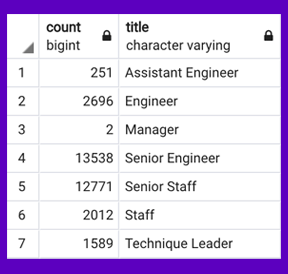 count title
bigint character varying
1 251 Assistant Engineer
2 2696 Engineer
3 2 Manager
4 13538 Senior Engineer
5 12771 Senior Staff
6 2012 Staff
7 1589 Technique Leader